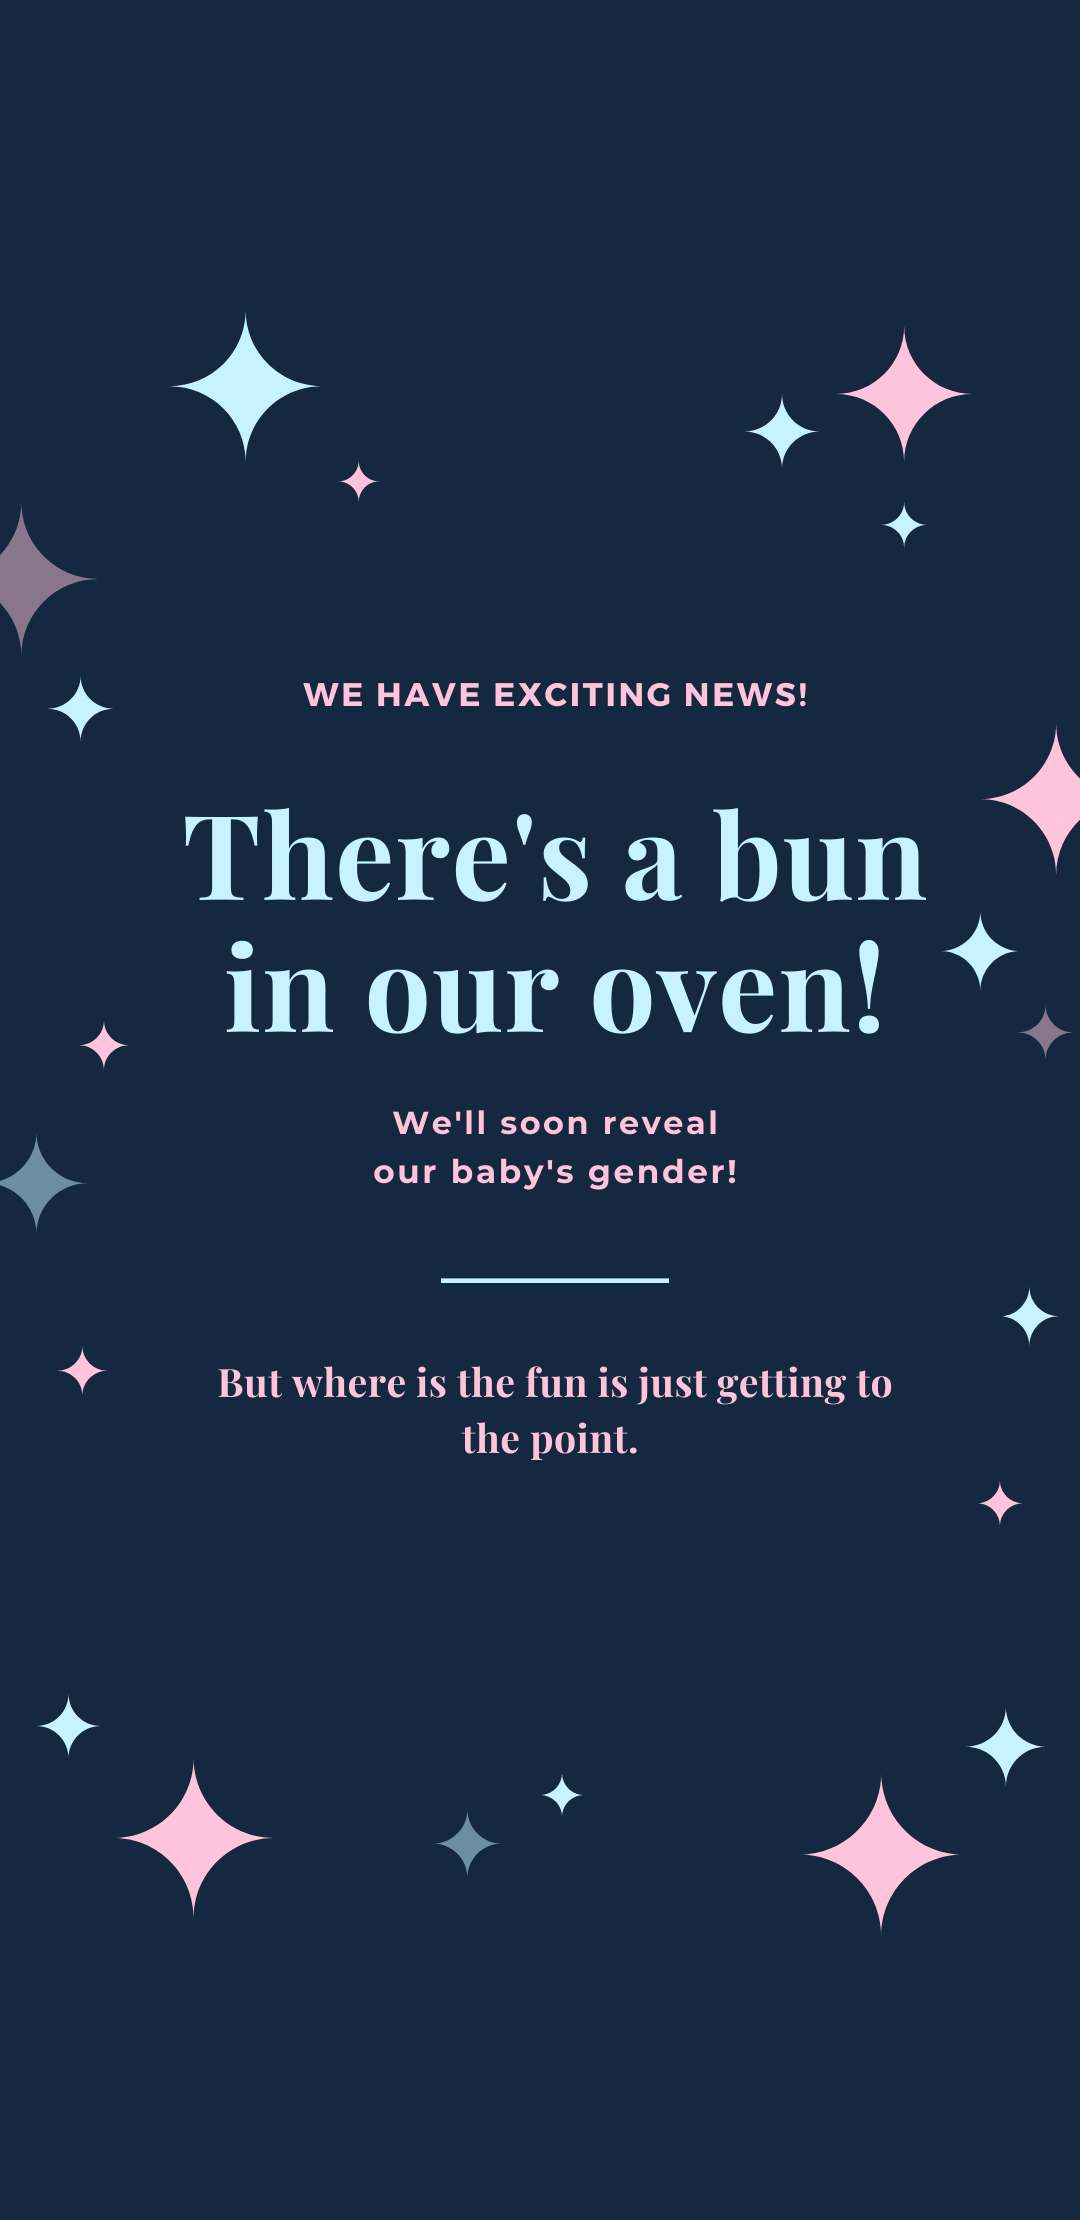 WE HAVE EXCITING NEWS!
There's a bun
in our oven!
We'll soon reveal
our baby's gender!
But where is the fun is just getting to
the point.